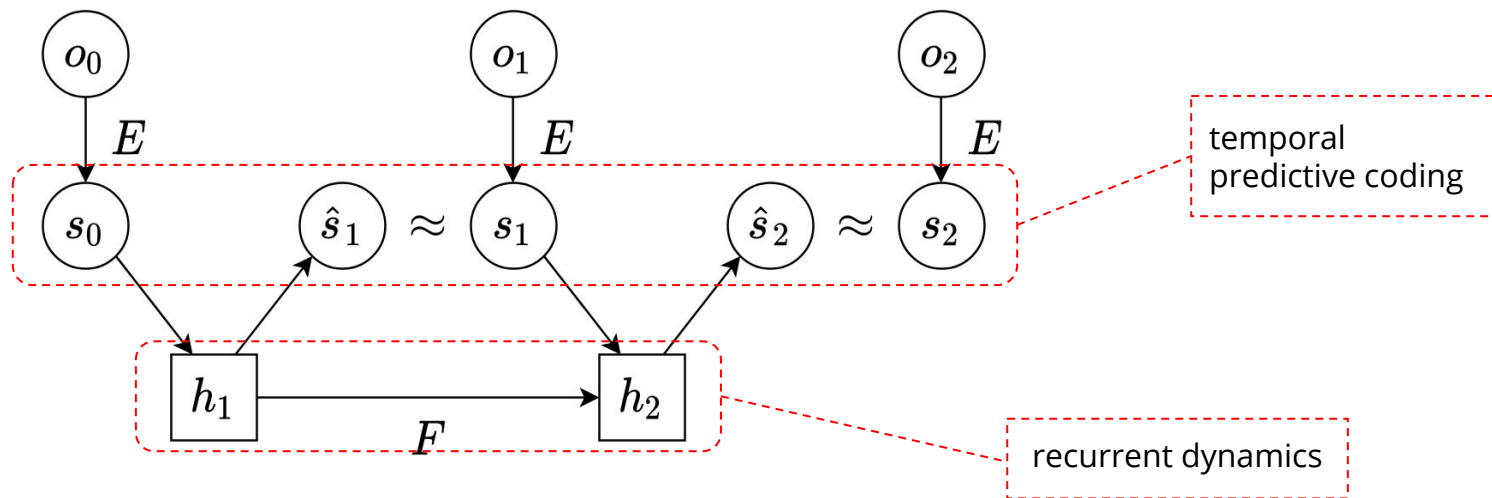 o₀ o₁ o₂
E E E
temporal
predictive coding
s₀ ŝ₁ ≈ s₁ ŝ₂ ≈ s₂
h₁ h₂
F
recurrent dynamics